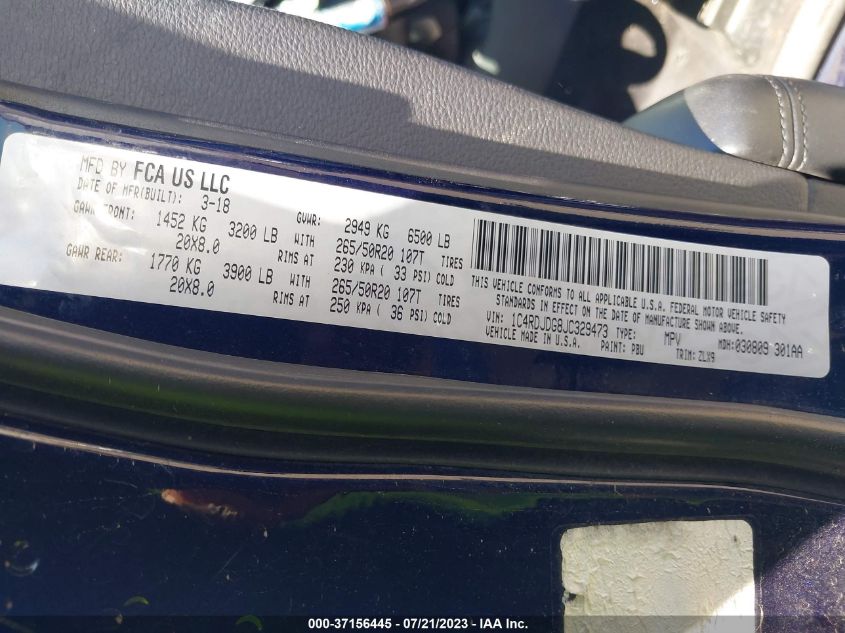 MFD BY FCA US LLC
DATE OF MFR(BUILT): 3-18
GVWR: 2949 KG 6500 LB
GAWR FRONT: 1452 KG 3200 LB WITH 265/50R20 107T TIRES
20X8.0 RIMS AT 230 KPA ( 33 PSI) COLD
GAWR REAR: 1770 KG 3900 LB WITH 265/50R20 107T TIRES
20X8.0 RIMS AT 250 KPA ( 36 PSI) COLD
THIS VEHICLE CONFORMS TO ALL APPLICABLE U.S.A. FEDERAL MOTOR VEHICLE SAFETY
STANDARDS IN EFFECT ON THE DATE OF MANUFACTURE SHOWN ABOVE.
VIN: 1C4RDJDG8JC329473 TYPE: MPV MDH: 030809 301AA
VEHICLE MADE IN U.S.A. PAINT: PBU TRIM: ZLX9
000-37156445 - 07/21/2023 - IAA Inc.